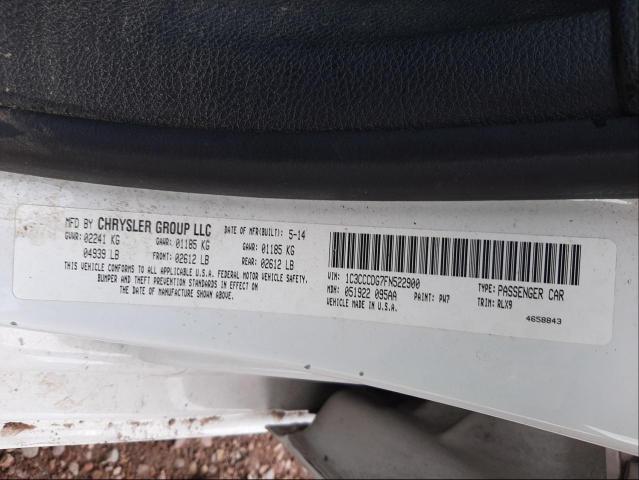 MFD BY CHRYSLER GROUP LLC DATE OF MFR(BUILT): 5-14
GVWR: 02241 KG GAWR: 01185 KG GAWR: 01185 KG
04939 LB FRONT: 02612 LB REAR: 02612 LB
THIS VEHICLE CONFORMS TO ALL APPLICABLE U.S.A. FEDERAL MOTOR VEHICLE SAFETY,
BUMPER AND THEFT PREVENTION STANDARDS IN EFFECT ON
THE DATE OF MANUFACTURE SHOWN ABOVE.
VIN: 1C3CCCDG7FN522900 TYPE: PASSENGER CAR
MDH: 051922 095AA PAINT: PW7 TRIM: RLX9
VEHICLE MADE IN U.S.A.
4658843